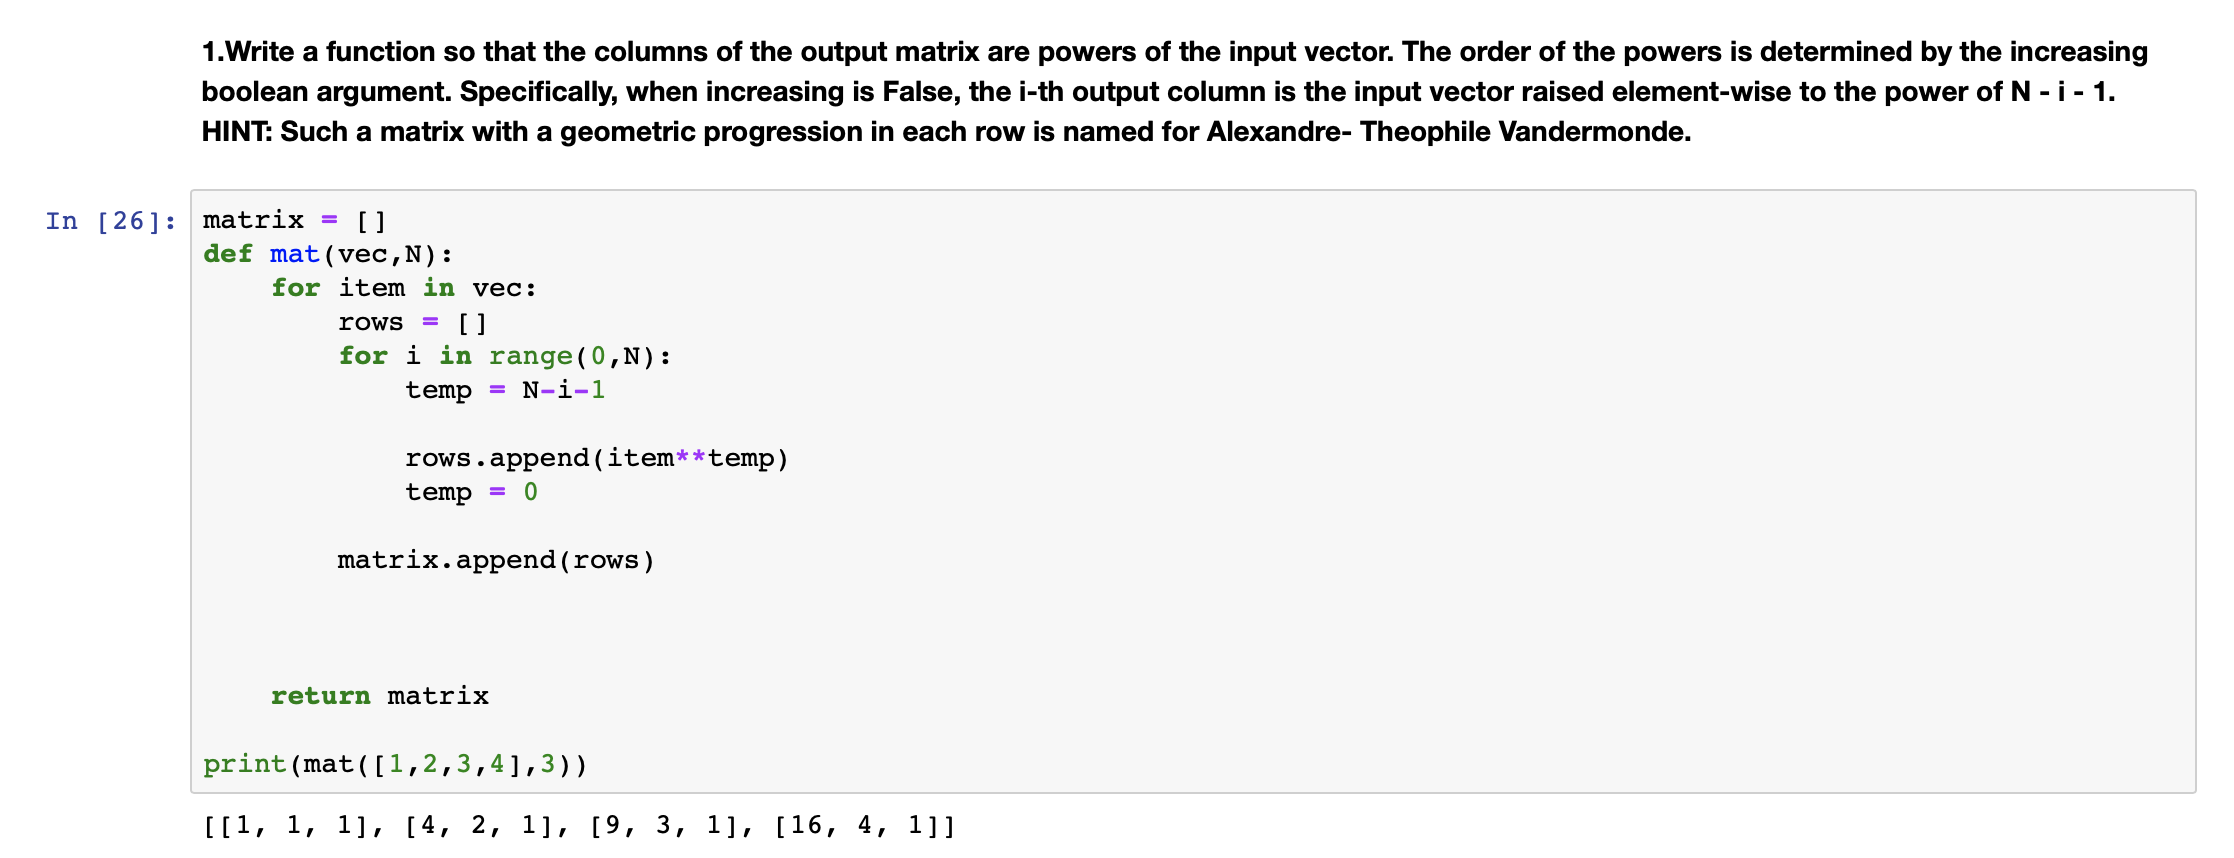 1.Write a function so that the columns of the output matrix are powers of the input vector. The order of the powers is determined by the increasing
boolean argument. Specifically, when increasing is False, the i-th output column is the input vector raised element-wise to the power of N - i - 1.
HINT: Such a matrix with a geometric progression in each row is named for Alexandre- Theophile Vandermonde.
In [26]: matrix = []
def mat(vec,N):
    for item in vec:
        rows = []
        for i in range(0,N):
            temp = N-i-1
            rows.append(item**temp)
            temp = 0
        matrix.append(rows)
    return matrix
print(mat([1,2,3,4],3))
[[1, 1, 1], [4, 2, 1], [9, 3, 1], [16, 4, 1]]